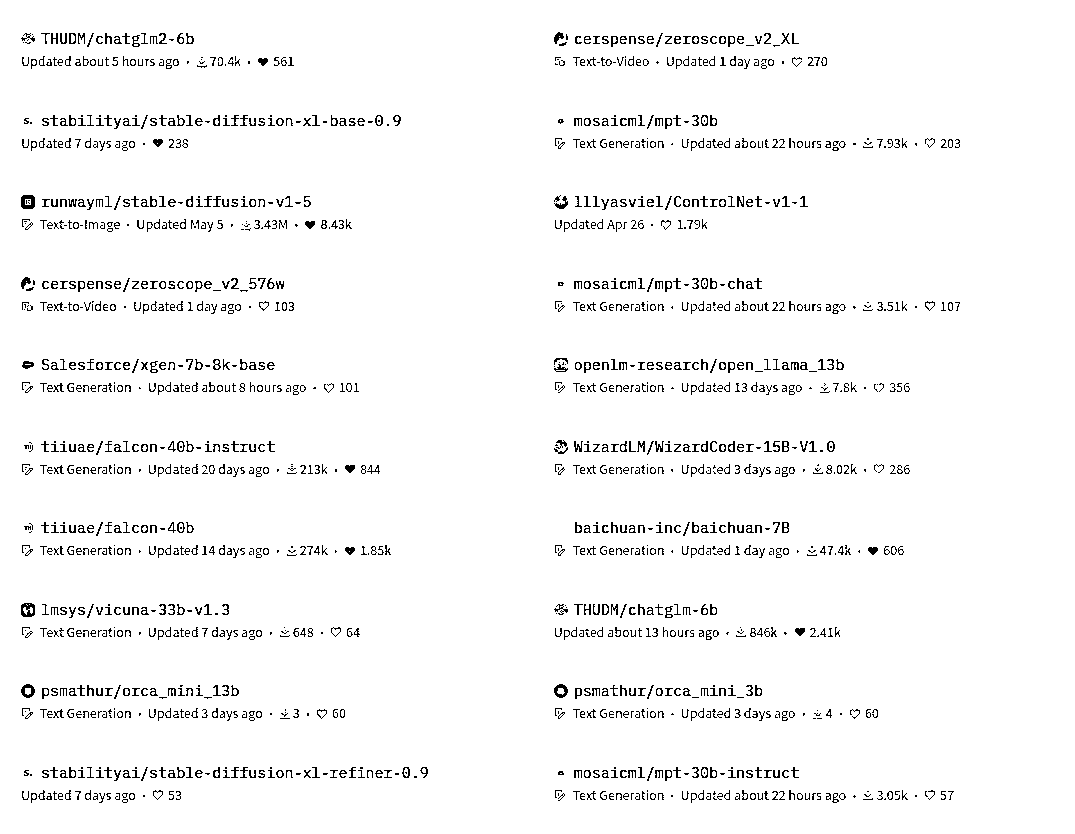 THUDM/chatglm2-6b
Updated about 5 hours ago • 70.4k • 561
cerspense/zeroscope_v2_XL
Text-to-Video • Updated 1 day ago • 270
stabilityai/stable-diffusion-xl-base-0.9
Updated 7 days ago • 238
mosaicml/mpt-30b
Text Generation • Updated about 22 hours ago • 7.93k • 203
runwayml/stable-diffusion-v1-5
Text-to-Image • Updated May 5 • 3.43M • 8.43k
lllyasviel/ControlNet-v1-1
Updated Apr 26 • 1.79k
cerspense/zeroscope_v2_576w
Text-to-Video • Updated 1 day ago • 103
mosaicml/mpt-30b-chat
Text Generation • Updated about 22 hours ago • 3.51k • 107
Salesforce/xgen-7b-8k-base
Text Generation • Updated about 8 hours ago • 101
openlm-research/open_llama_13b
Text Generation • Updated 13 days ago • 7.8k • 356
tiiuae/falcon-40b-instruct
Text Generation • Updated 20 days ago • 213k • 844
WizardLM/WizardCoder-15B-V1.0
Text Generation • Updated 3 days ago • 8.02k • 286
tiiuae/falcon-40b
Text Generation • Updated 14 days ago • 274k • 1.85k
baichuan-inc/baichuan-7B
Text Generation • Updated 1 day ago • 47.4k • 606
lmsys/vicuna-33b-v1.3
Text Generation • Updated 7 days ago • 648 • 64
THUDM/chatglm-6b
Updated about 13 hours ago • 846k • 2.41k
psmathur/orca_mini_13b
Text Generation • Updated 3 days ago • 3 • 60
psmathur/orca_mini_3b
Text Generation • Updated 3 days ago • 4 • 60
stabilityai/stable-diffusion-xl-refiner-0.9
Updated 7 days ago • 53
mosaicml/mpt-30b-instruct
Text Generation • Updated about 22 hours ago • 3.05k • 57